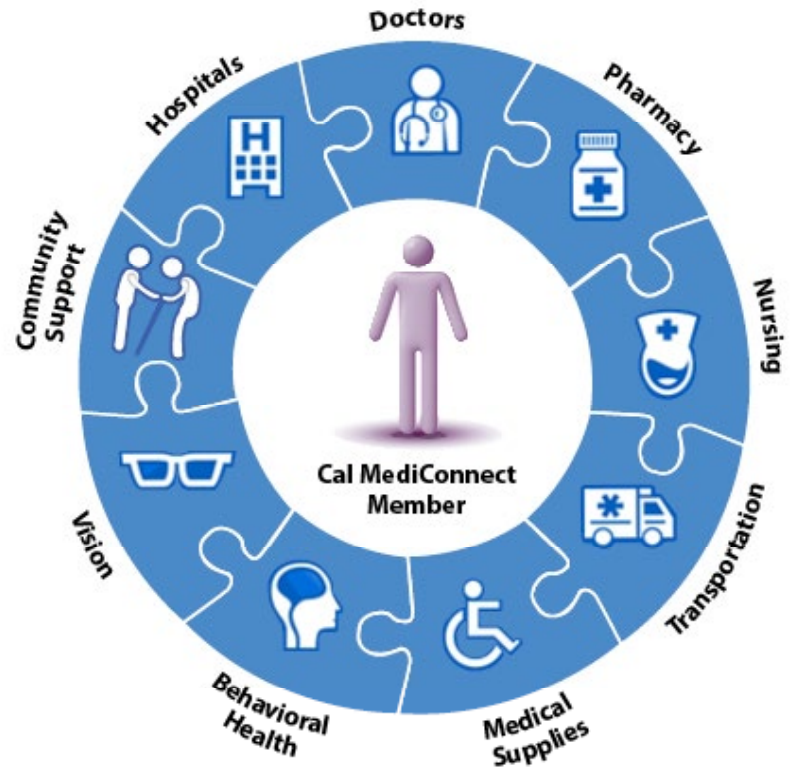 Doctors
Pharmacy
Nursing
Transportation
Medical
Supplies
Behavioral
Health
Vision
Community
Support
Hospitals
H
Cal MediConnect
Member